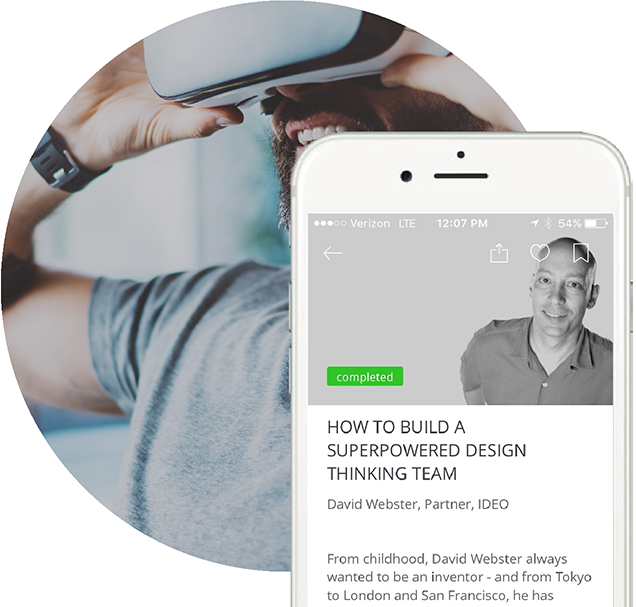 Verizon LTE 12:07 PM 54%
completed
HOW TO BUILD A
SUPERPOWERED DESIGN
THINKING TEAM
David Webster, Partner, IDEO
From childhood, David Webster always
wanted to be an inventor - and from Tokyo
to London and San Francisco, he has